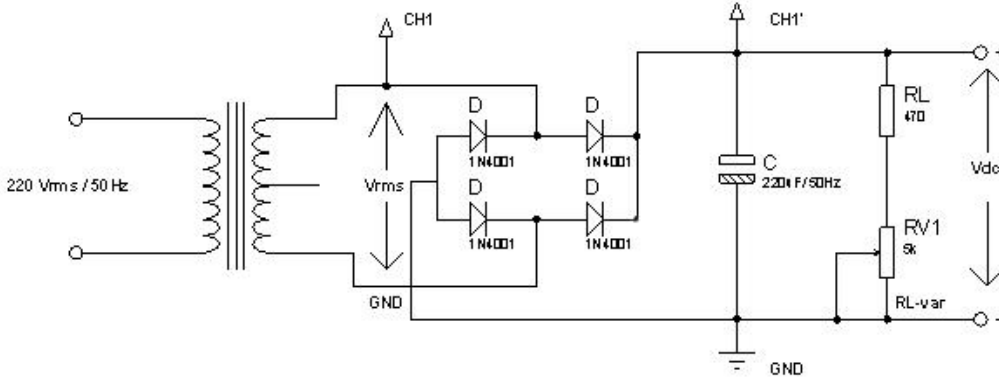 CH1
CH1'
D
D
1N4001
1N4001
RL
470
220 Vrms / 50 Hz
Vrms
D
D
1N4001
1N4001
C
Vdc
RV1
5k
GND
RL-var
GND